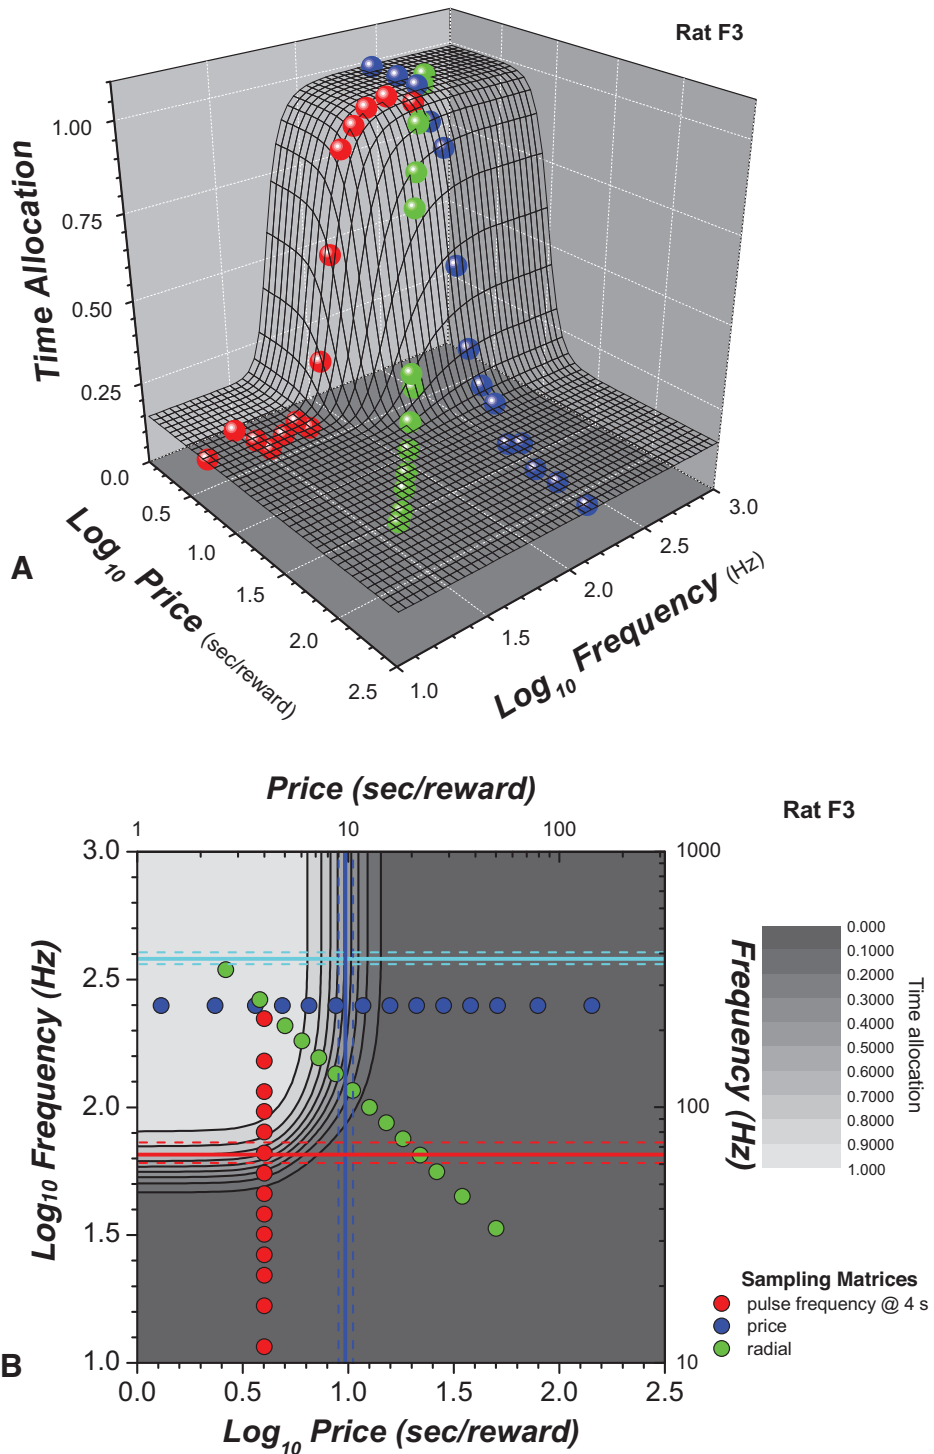 Rat F3
Time Allocation
1.00
0.75
0.50
0.25
0.0
0.5
1.0
1.5
2.0
2.5
Log10 Price (sec/reward)
1.0
1.5
2.0
2.5
3.0
Log10 Frequency (Hz)
A
Price (sec/reward)
Rat F3
1 10 100
3.0
2.5
2.0
1.5
1.0
Log10 Frequency (Hz)
1000
100
10
Frequency (Hz)
0.000
0.1000
0.2000
0.3000
0.4000
0.5000
0.6000
0.7000
0.8000
0.9000
1.000
Time allocation
Sampling Matrices
pulse frequency @ 4 s
price
radial
B
0.0 0.5 1.0 1.5 2.0 2.5
Log10 Price (sec/reward)